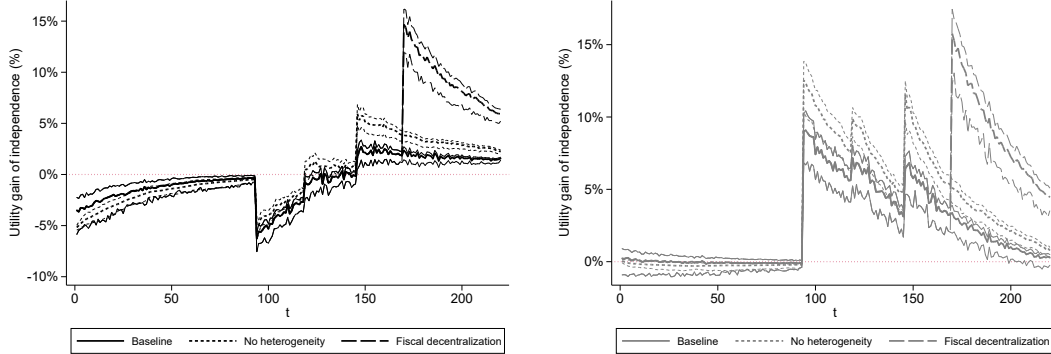 Utility gain of independence (%)
15%
10%
5%
0%
-5%
-10%
0
50
100
150
200
t
Baseline
No heterogeneity
Fiscal decentralization
Utility gain of independence (%)
15%
10%
5%
0%
0
50
100
150
200
t
Baseline
No heterogeneity
Fiscal decentralization